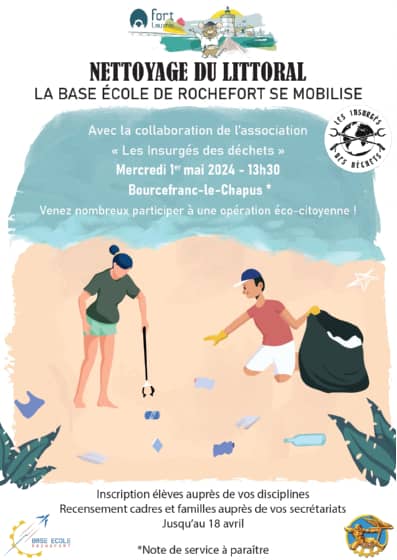 fort
Louvois
NETTOYAGE DU LITTORAL
LA BASE ÉCOLE DE ROCHEFORT SE MOBILISE
LES INSURGÉS
DES DÉCHETS
Avec la collaboration de l'association
« Les insurgés des déchets »
Mercredi 1er mai 2024 - 13h30
Bourcefranc-le-Chapus *
Venez nombreux participer à une opération éco-citoyenne !
Inscription élèves auprès de vos disciplines
Recensement cadres et familles auprès de vos secrétariats
Jusqu'au 18 avril
BASE ECOLE
ROCHEFORT
*Note de service à paraître